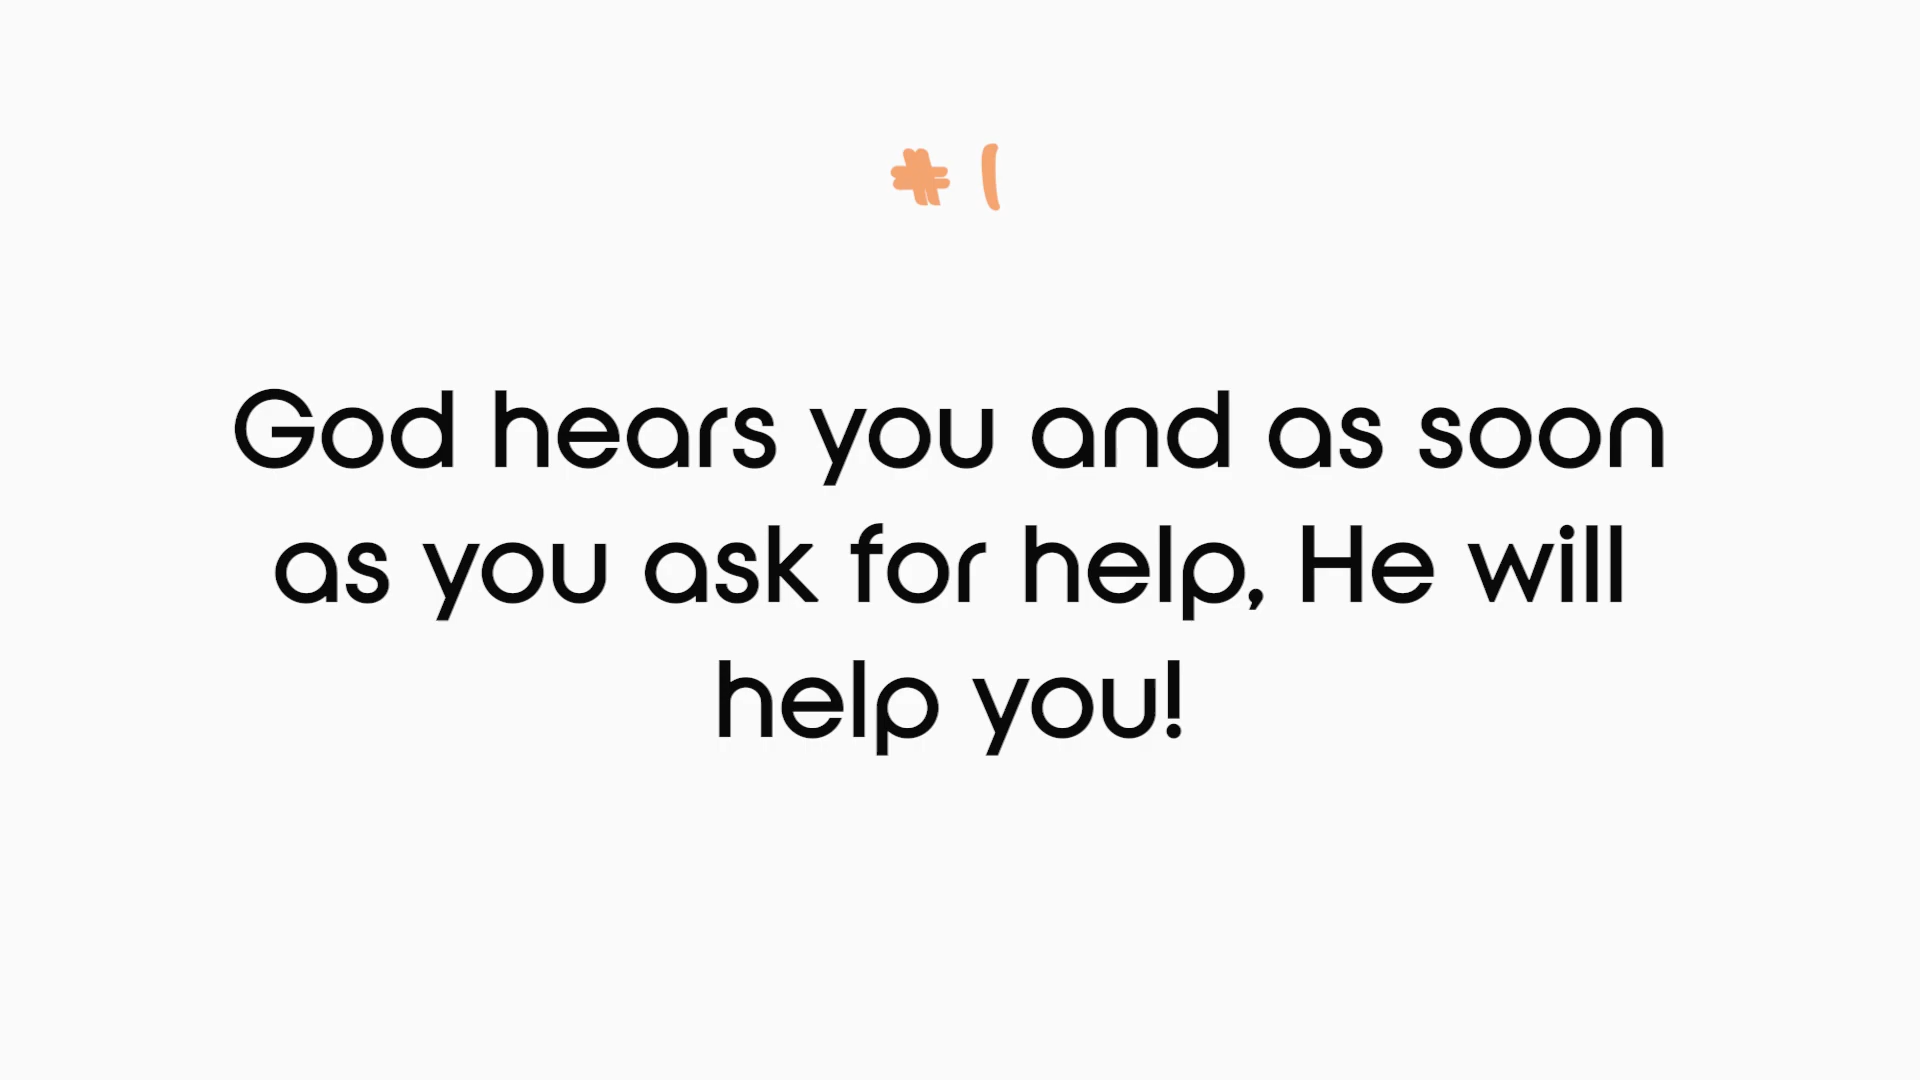 #1
God hears you and as soon
as you ask for help, He will
help you!